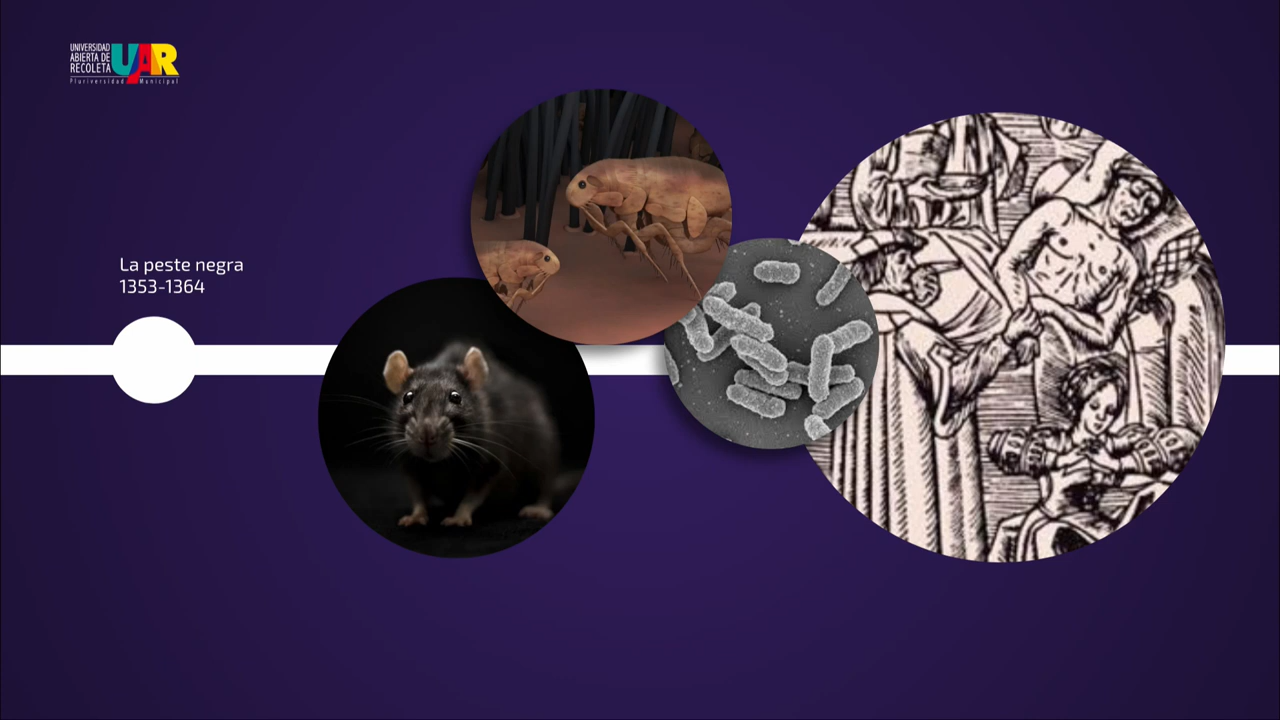 UNIVERSIDAD
ABIERTA DE
RECOLETA
UAR
Pluriversidad Municipal
La peste negra
1353-1364